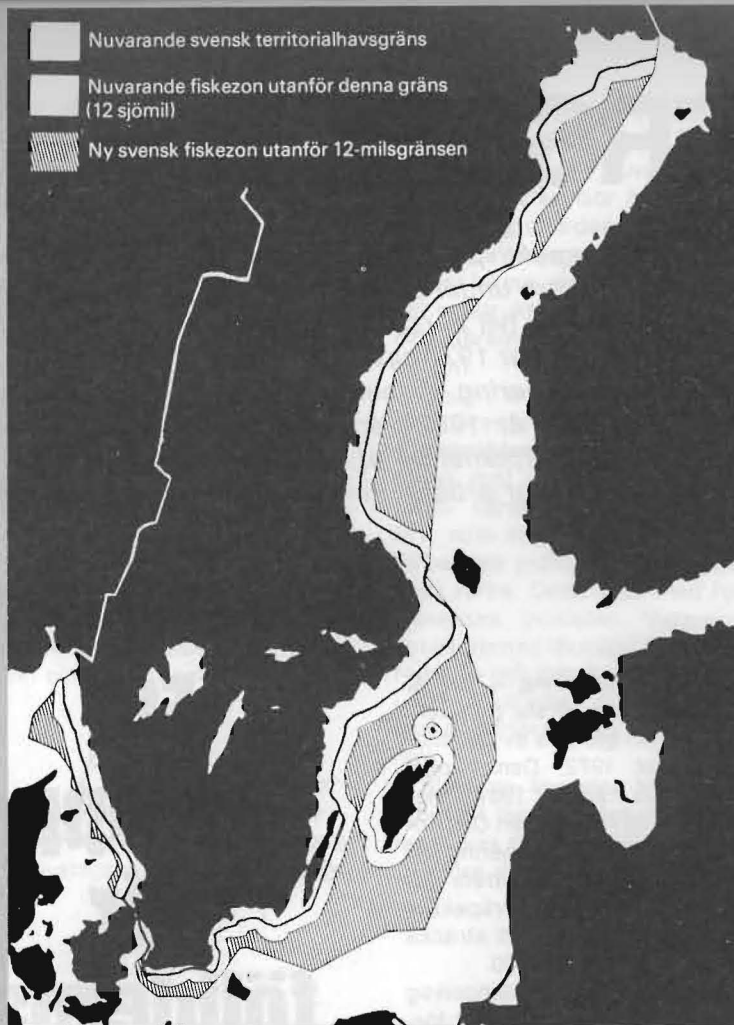 Nuvarande svensk territorialhavsgräns
Nuvarande fiskezon utanför denna gräns
(12 sjömil)
Ny svensk fiskezon utanför 12-milsgränsen